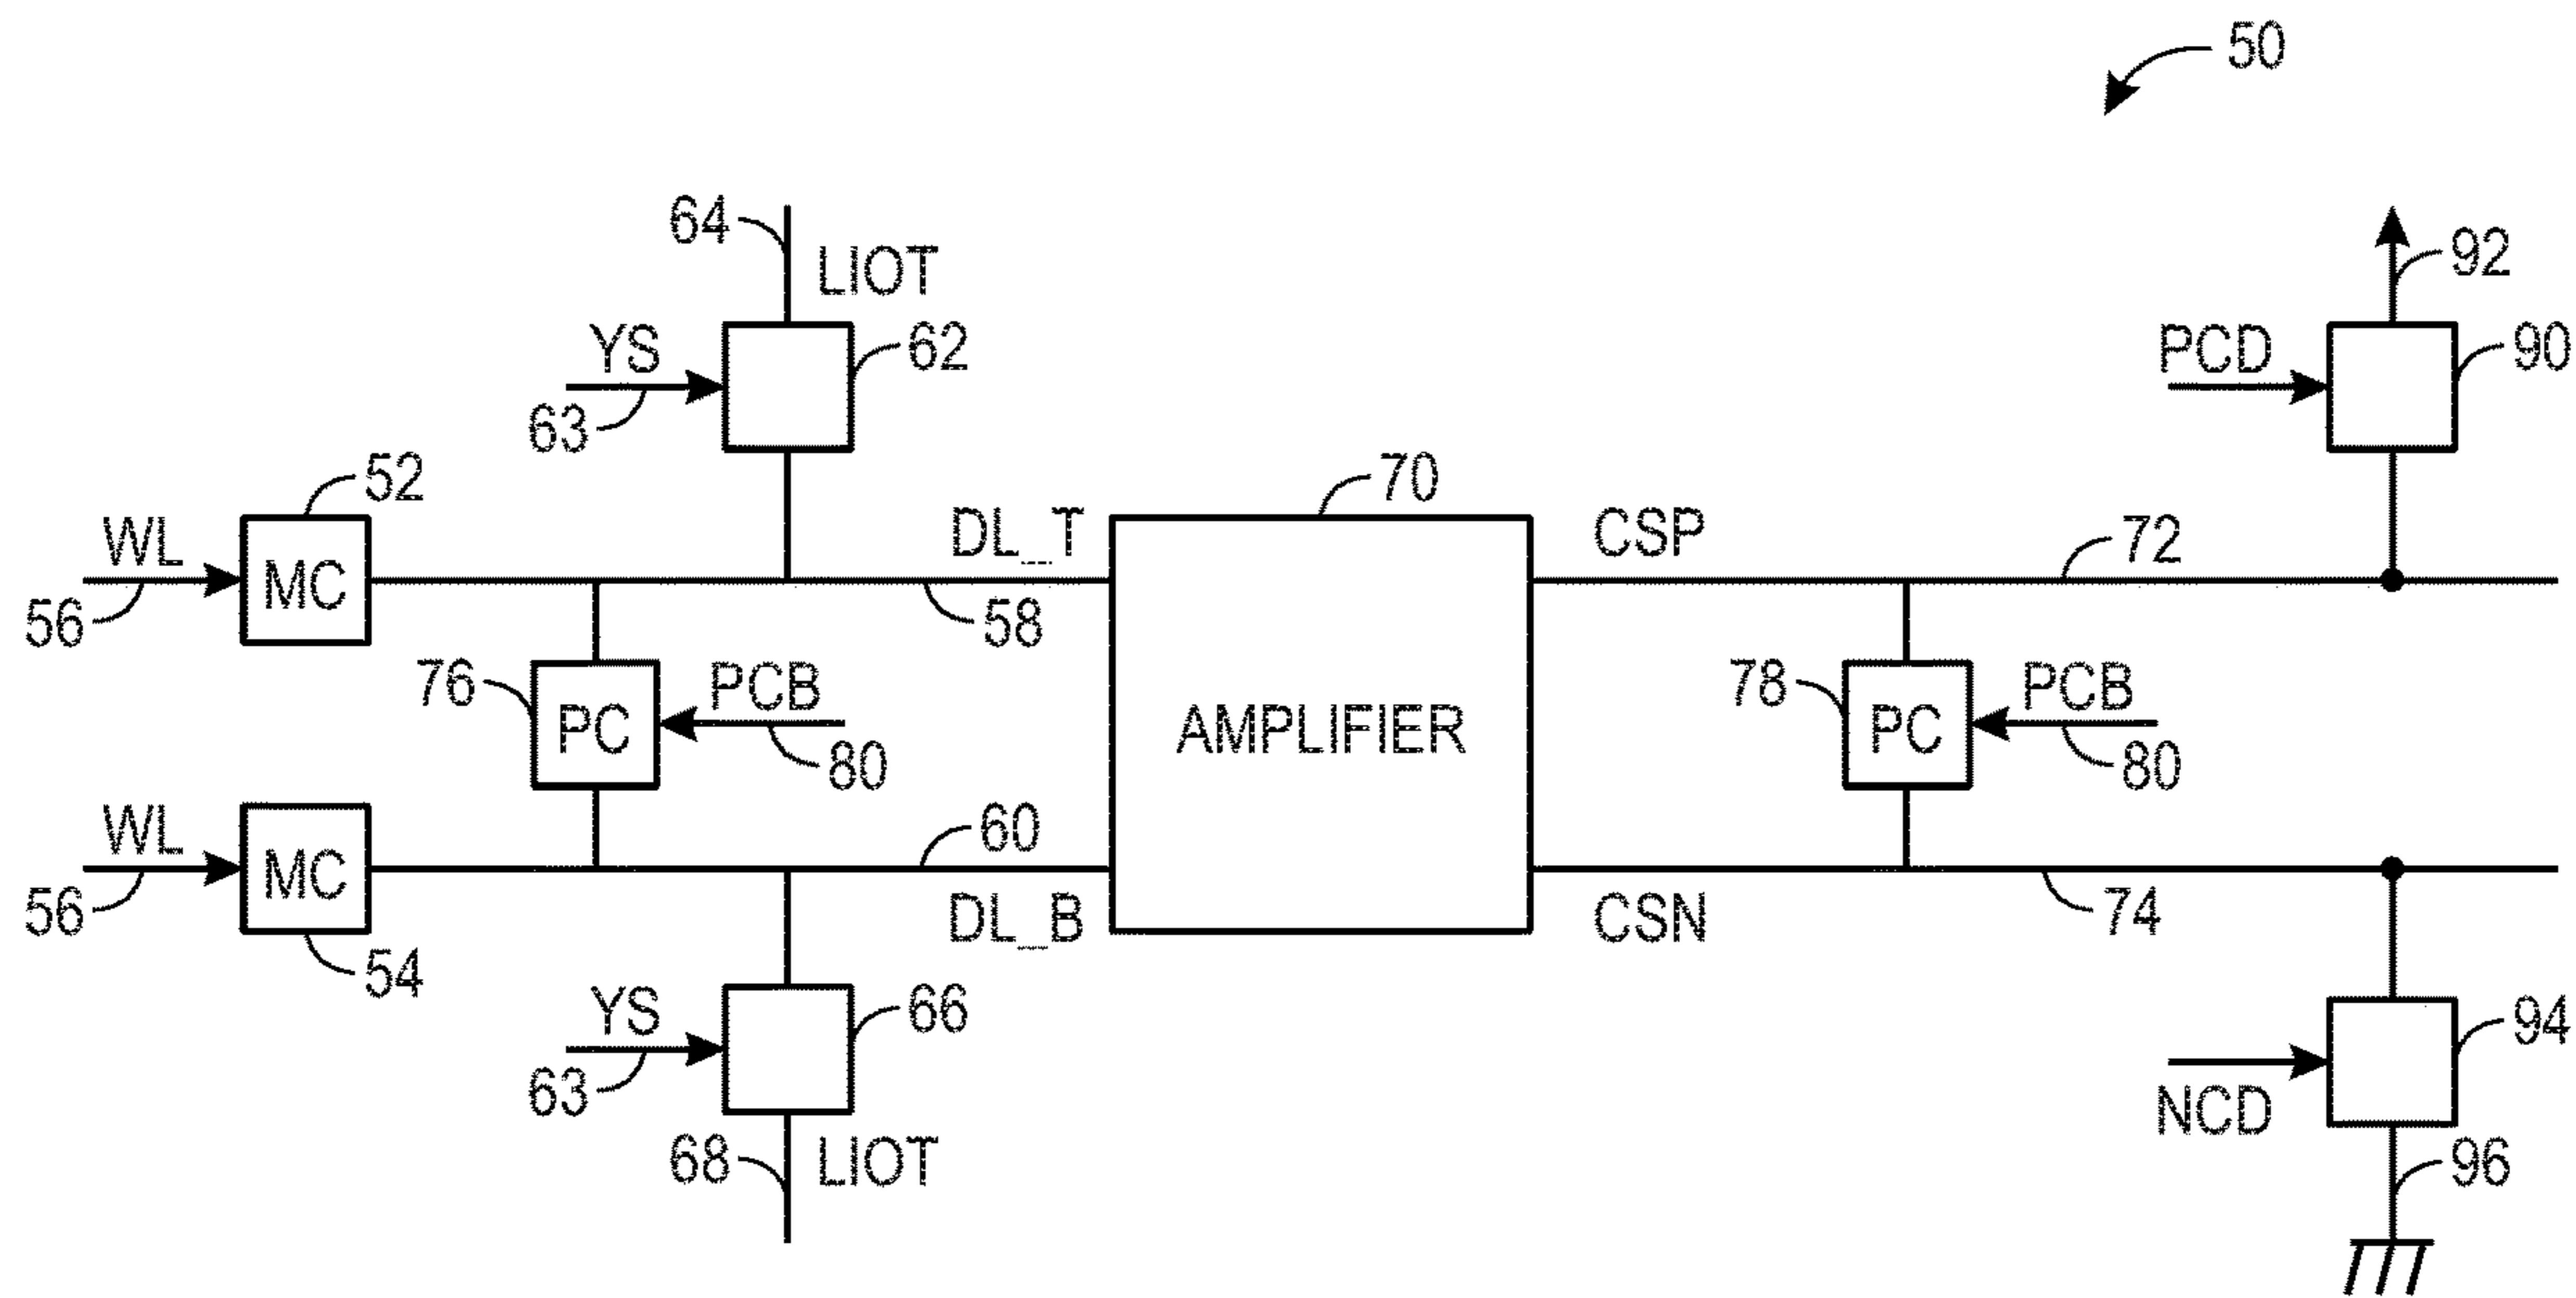 50
64
LIOT
92
YS
62
PCD
90
63
52
70
WL
DL_T
CSP
72
MC
56
58
76
PCB
78
PCB
PC
AMPLIFIER
PC
80
80
WL
60
MC
56
DL_B
CSN
74
54
YS
66
94
63
NCD
68
LIOT
96